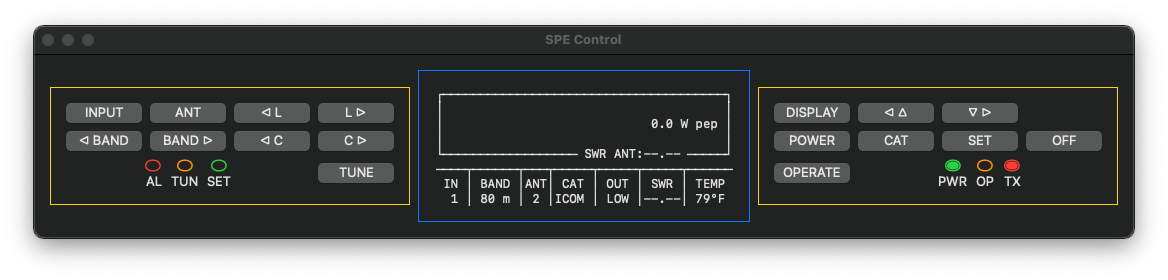 SPE Control
INPUT ANT ◁ L L ▷
◁ BAND BAND ▷ ◁ C C ▷
AL TUN SET TUNE
0.0 W pep
SWR ANT:--.--
IN BAND ANT CAT OUT SWR TEMP
1 80 m 2 ICOM LOW --.-- 79°F
DISPLAY ◁ △ ▽ ▷
POWER CAT SET OFF
OPERATE PWR OP TX